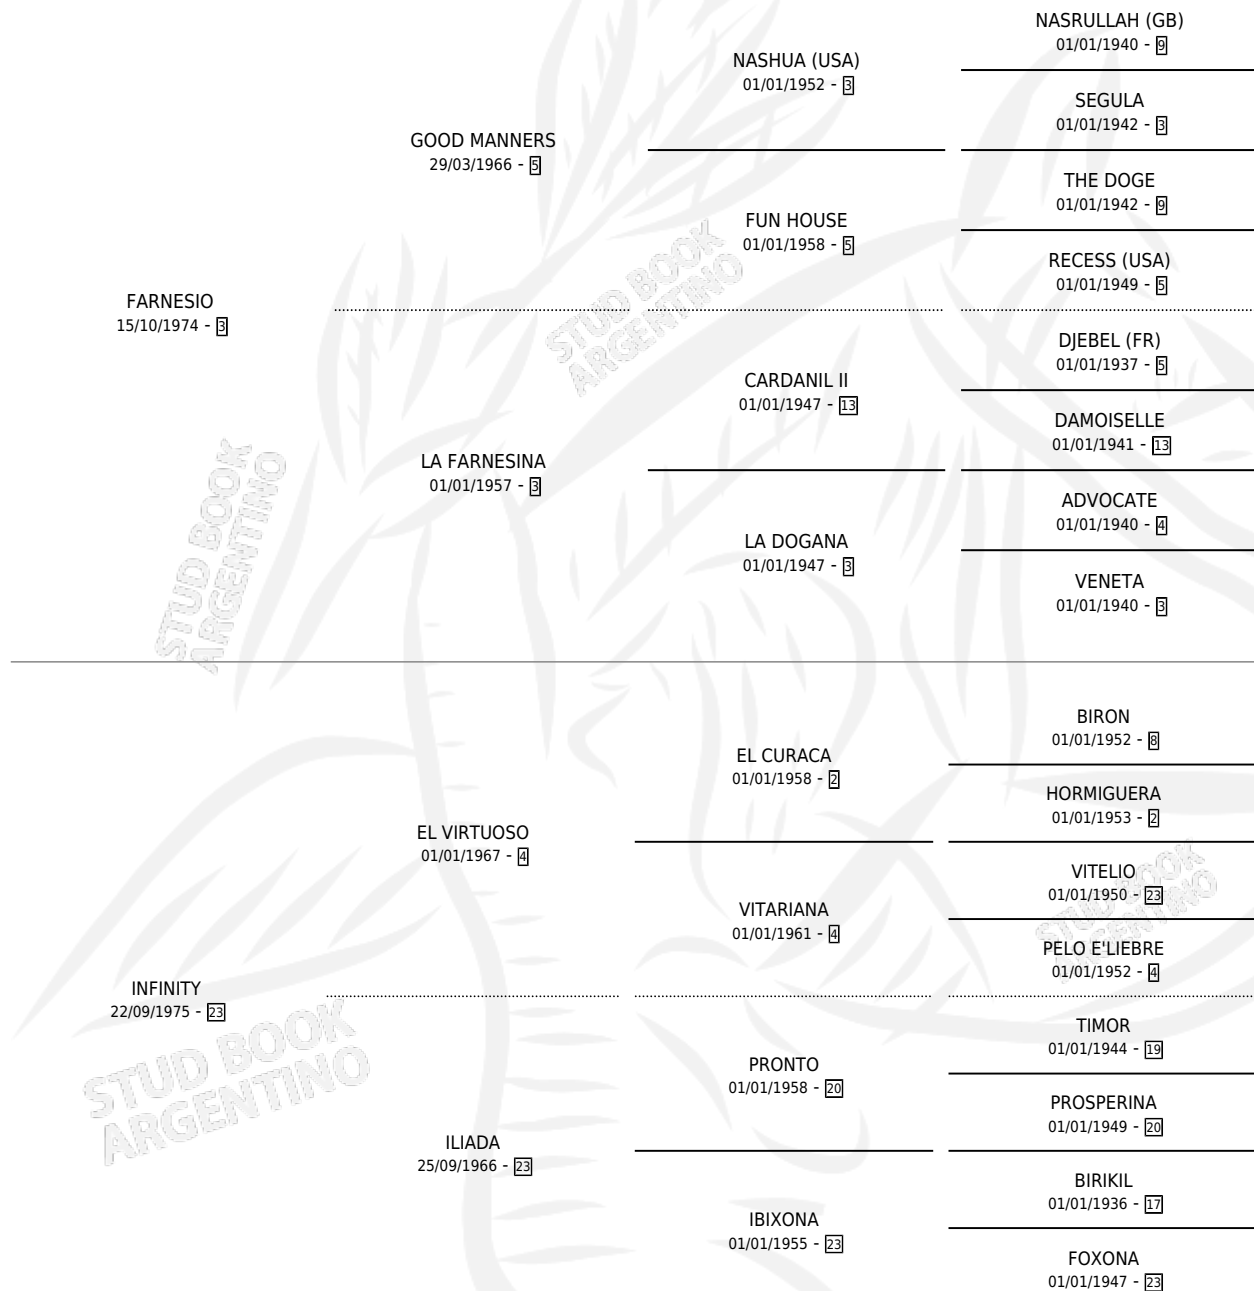 NASRULLAH (GB)
01/01/1940 - 9
NASHUA (USA)
01/01/1952 - 3
SEGULA
01/01/1942 - 3
GOOD MANNERS
29/03/1966 - 5
THE DOGE
01/01/1942 - 9
FUN HOUSE
01/01/1958 - 5
RECESS (USA)
01/01/1949 - 5
FARNESIO
15/10/1974 - 3
DJEBEL (FR)
01/01/1937 - 5
CARDANIL II
01/01/1947 - 13
DAMOISELLE
01/01/1941 - 13
LA FARNESINA
01/01/1957 - 3
ADVOCATE
01/01/1940 - 4
LA DOGANA
01/01/1947 - 3
VENETA
01/01/1940 - 3
BIRON
01/01/1952 - 8
EL CURACA
01/01/1958 - 2
HORMIGUERA
01/01/1953 - 2
EL VIRTUOSO
01/01/1967 - 4
VITELIO
01/01/1950 - 23
VITARIANA
01/01/1961 - 4
PELO E'LIEBRE
01/01/1952 - 4
INFINITY
22/09/1975 - 23
TIMOR
01/01/1944 - 19
PRONTO
01/01/1958 - 20
PROSPERINA
01/01/1949 - 20
ILIADA
25/09/1966 - 23
BIRIKIL
01/01/1936 - 17
IBIXONA
01/01/1955 - 23
FOXONA
01/01/1947 - 23
STUD BOOK
ARGENTINO
STUD BOOK
ARGENTINO
STUD BOOK
ARGENTINO
STUD BOOK
ARGENTINO